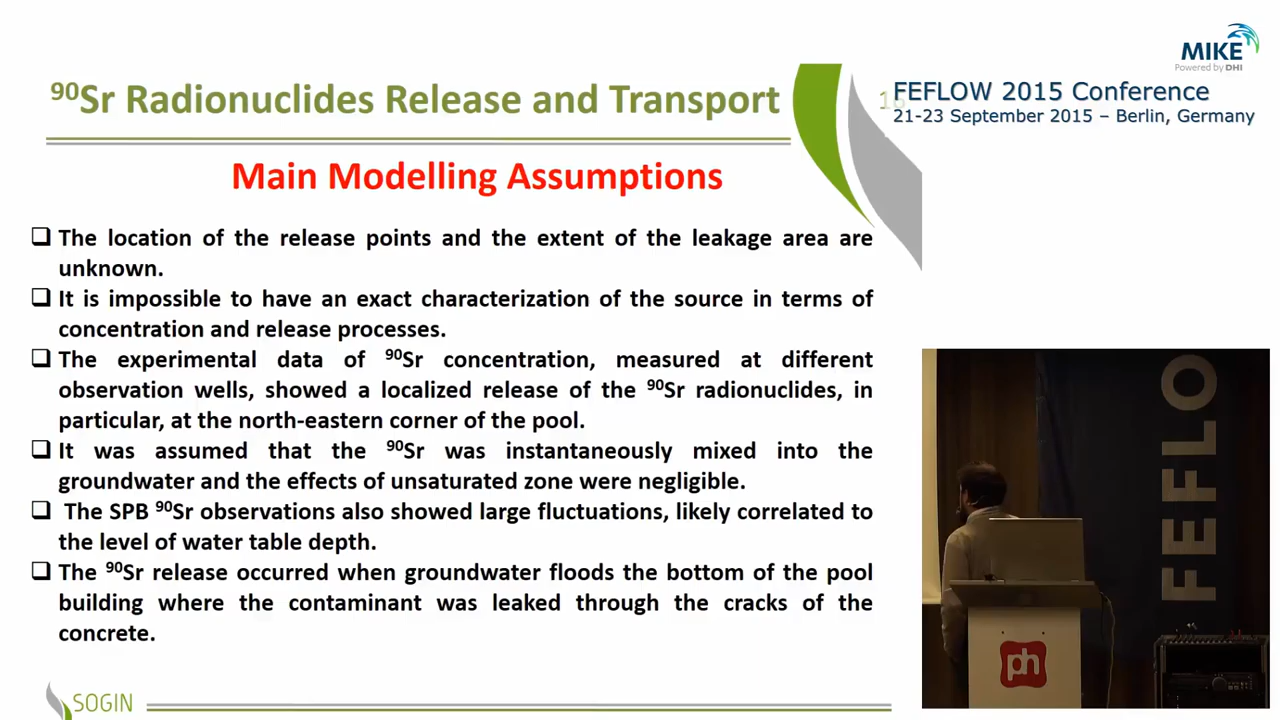 MIKE
Powered by DHI
⁹⁰Sr Radionuclides Release and Transport
FEFLOW 2015 Conference
21-23 September 2015 – Berlin, Germany
Main Modelling Assumptions
❑ The location of the release points and the extent of the leakage area are
unknown.
❑ It is impossible to have an exact characterization of the source in terms of
concentration and release processes.
❑ The experimental data of ⁹⁰Sr concentration, measured at different
observation wells, showed a localized release of the ⁹⁰Sr radionuclides, in
particular, at the north-eastern corner of the pool.
❑ It was assumed that the ⁹⁰Sr was instantaneously mixed into the
groundwater and the effects of unsaturated zone were negligible.
❑ The SPB ⁹⁰Sr observations also showed large fluctuations, likely correlated to
the level of water table depth.
❑ The ⁹⁰Sr release occurred when groundwater floods the bottom of the pool
building where the contaminant was leaked through the cracks of the
concrete.
FEFLO
ph
SOGIN